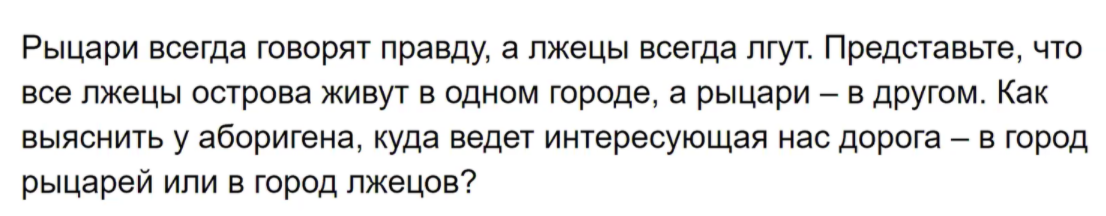 Рыцари всегда говорят правду, а лжецы всегда лгут. Представьте, что
все лжецы острова живут в одном городе, а рыцари – в другом. Как
выяснить у аборигена, куда ведет интересующая нас дорога – в город
рыцарей или в город лжецов?